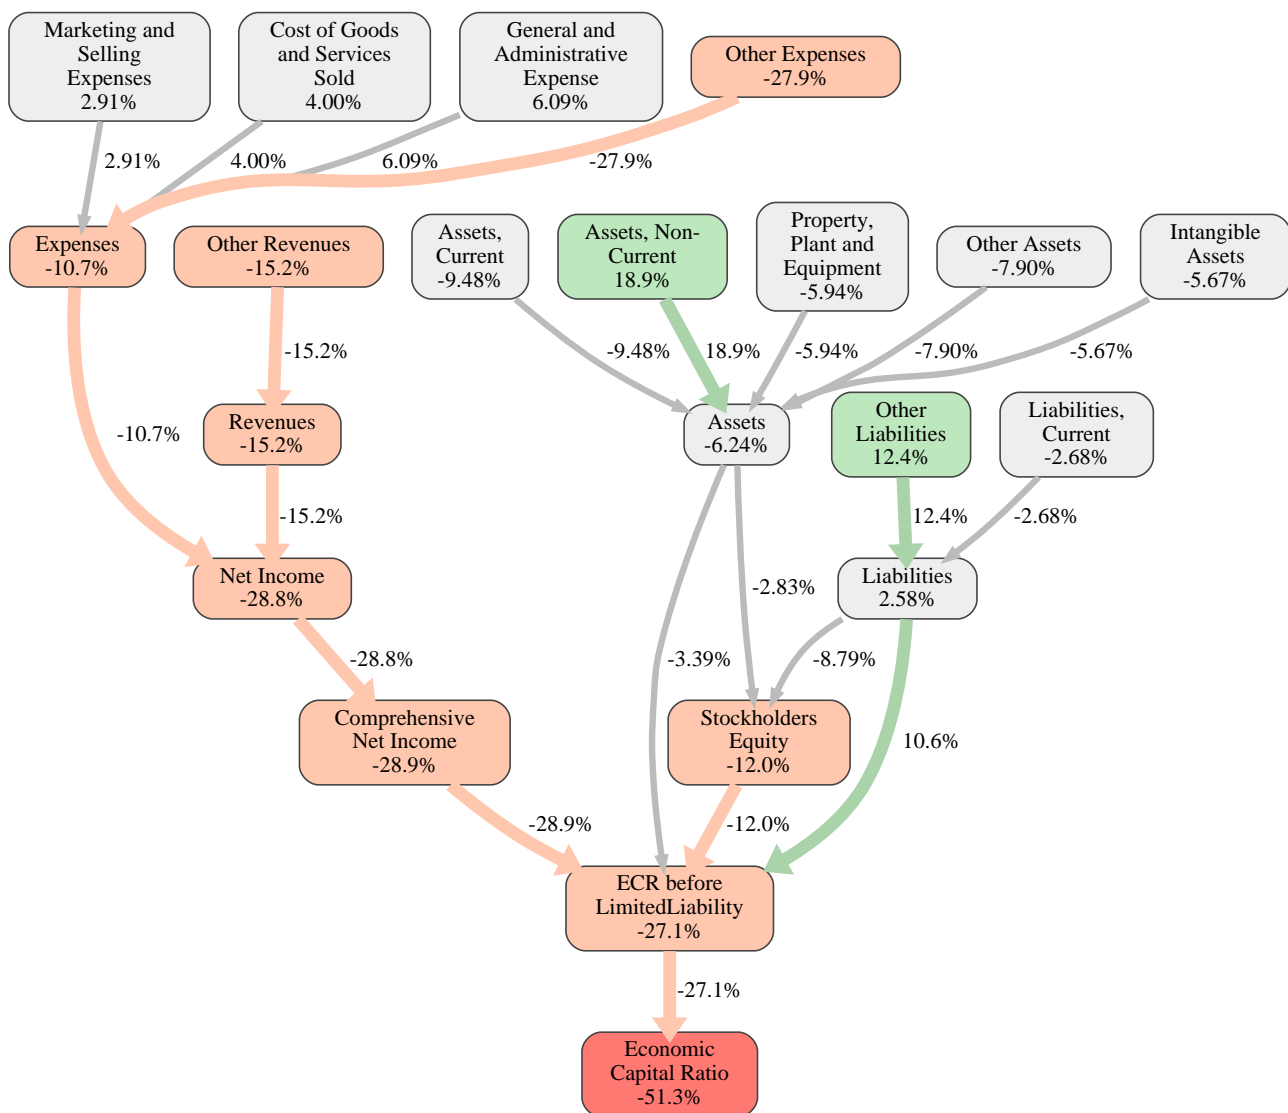 Marketing and
Selling
Expenses
2.91%
Cost of Goods
and Services
Sold
4.00%
General and
Administrative
Expense
6.09%
Other Expenses
-27.9%
2.91%
4.00%
6.09%
-27.9%
Expenses
-10.7%
Other Revenues
-15.2%
Assets,
Current
-9.48%
Assets, Non-
Current
18.9%
Property,
Plant and
Equipment
-5.94%
Other Assets
-7.90%
Intangible
Assets
-5.67%
-15.2%
-9.48%
18.9%
-5.94%
-7.90%
-5.67%
-10.7%
Revenues
-15.2%
Assets
-6.24%
Other
Liabilities
12.4%
Liabilities,
Current
-2.68%
-15.2%
12.4%
-2.68%
Net Income
-28.8%
-2.83%
Liabilities
2.58%
-28.8%
-3.39%
-8.79%
Comprehensive
Net Income
-28.9%
Stockholders
Equity
-12.0%
10.6%
-28.9%
-12.0%
ECR before
LimitedLiability
-27.1%
-27.1%
Economic
Capital Ratio
-51.3%